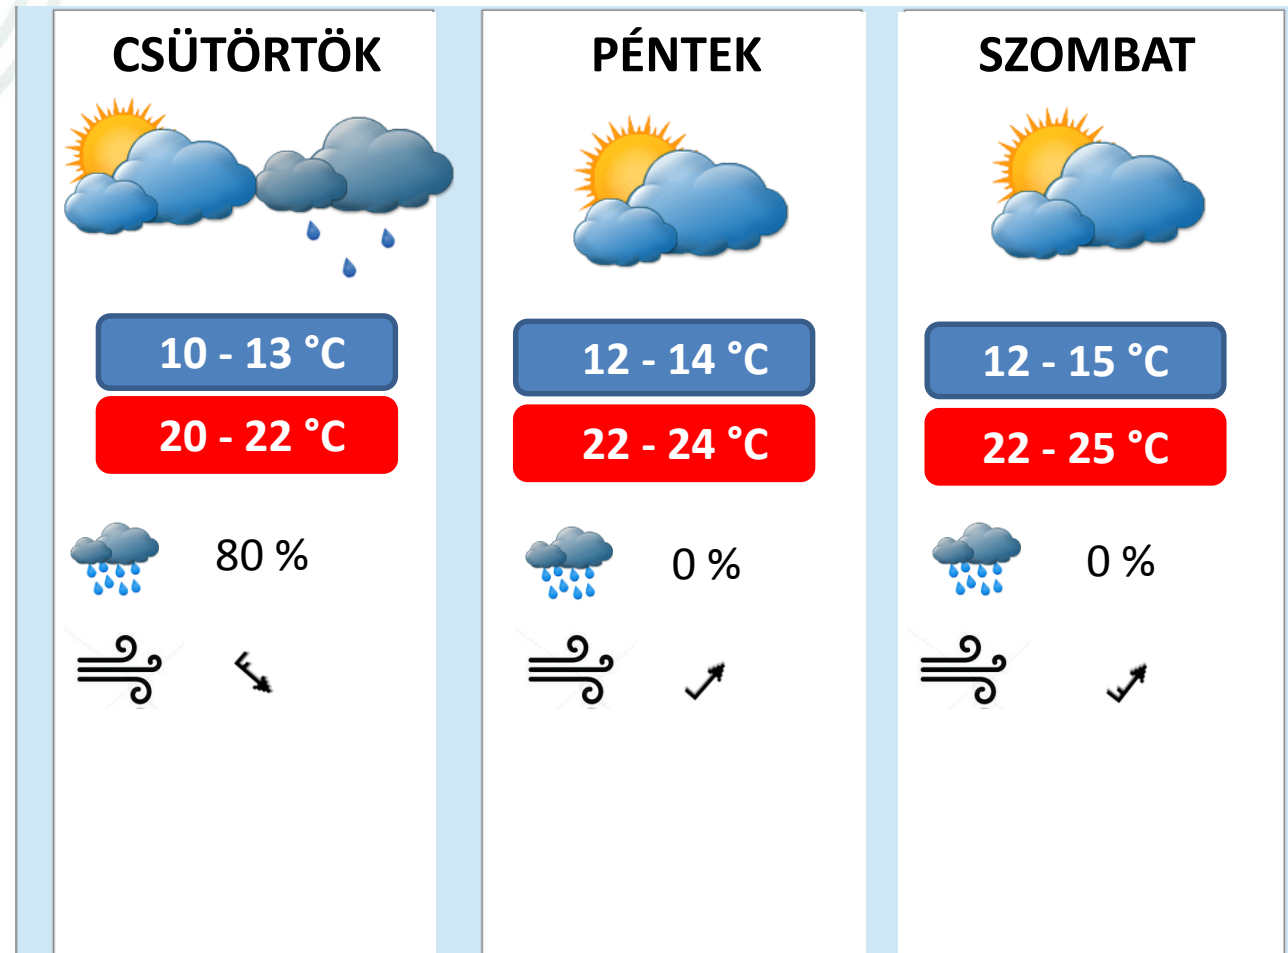 CSÜTÖRTÖK
10 - 13 °C
20 - 22 °C
80 %
PÉNTEK
12 - 14 °C
22 - 24 °C
0 %
SZOMBAT
12 - 15 °C
22 - 25 °C
0 %